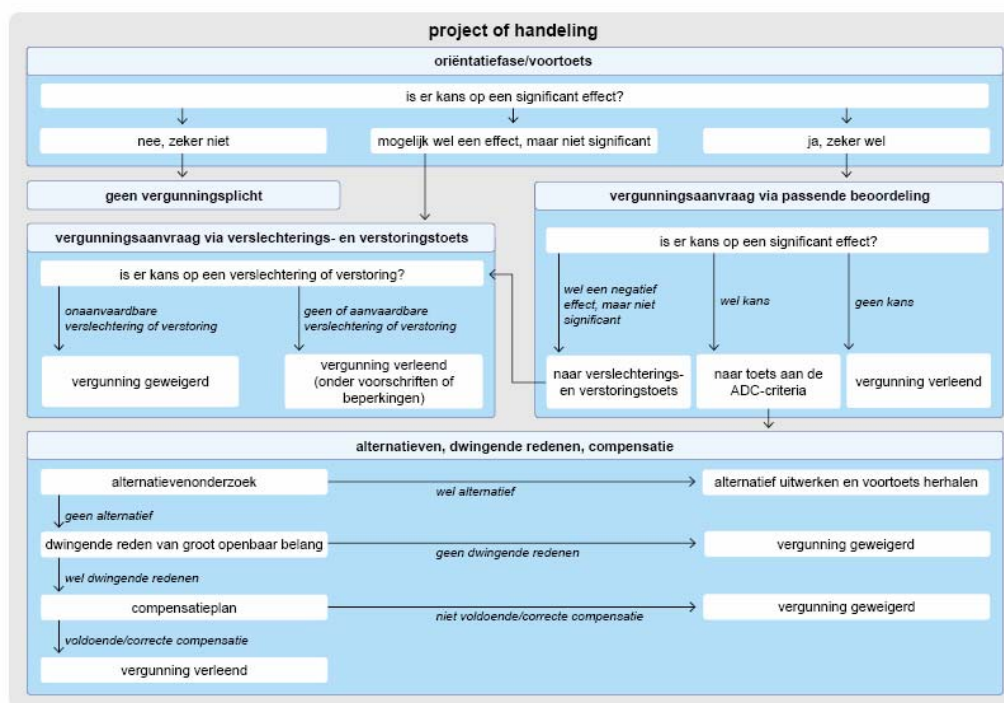 project of handeling
oriëntatiefase/voortoets
is er kans op een significant effect?
nee, zeker niet
mogelijk wel een effect, maar niet significant
ja, zeker wel
geen vergunningsplicht
vergunningsaanvraag via passende beoordeling
vergunningsaanvraag via verslechterings- en verstoringstoets
is er kans op een significant effect?
is er kans op een verslechtering of verstoring?
wel een negatief
effect, maar niet
significant
wel kans
geen kans
onaanvaardbare
verslechtering of verstoring
geen of aanvaardbare
verslechtering of verstoring
vergunning geweigerd
vergunning verleend
(onder voorschriften of
beperkingen)
naar verslechterings-
en verstoringstoets
naar toets aan de
ADC-criteria
vergunning verleend
alternatieven, dwingende redenen, compensatie
alternatievenonderzoek
wel alternatief
alternatief uitwerken en voortoets herhalen
geen alternatief
dwingende reden van groot openbaar belang
geen dwingende redenen
vergunning geweigerd
wel dwingende redenen
compensatieplan
niet voldoende/correcte compensatie
vergunning geweigerd
voldoende/correcte compensatie
vergunning verleend